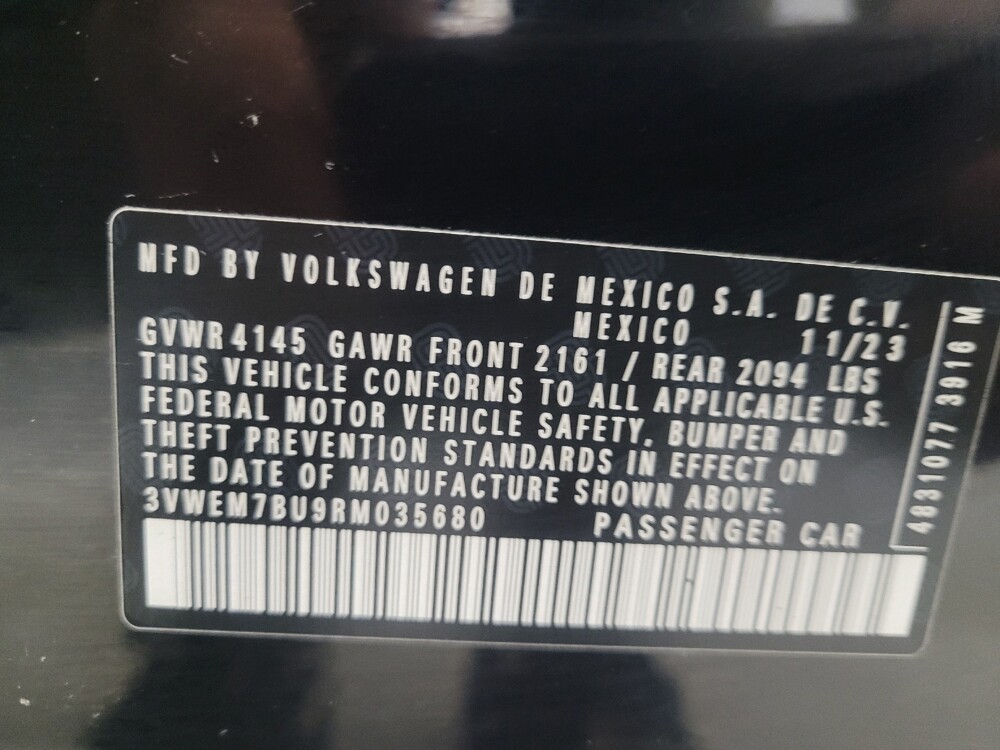 MFD BY VOLKSWAGEN DE MEXICO S.A. DE C.V.
MEXICO 11/23
GVWR 4145 GAWR FRONT 2161 / REAR 2094 LBS
THIS VEHICLE CONFORMS TO ALL APPLICABLE U.S.
FEDERAL MOTOR VEHICLE SAFETY, BUMPER AND
THEFT PREVENTION STANDARDS IN EFFECT ON
THE DATE OF MANUFACTURE SHOWN ABOVE.
3VWEM7BU9RM035680 PASSENGER CAR
4831077 3916 M